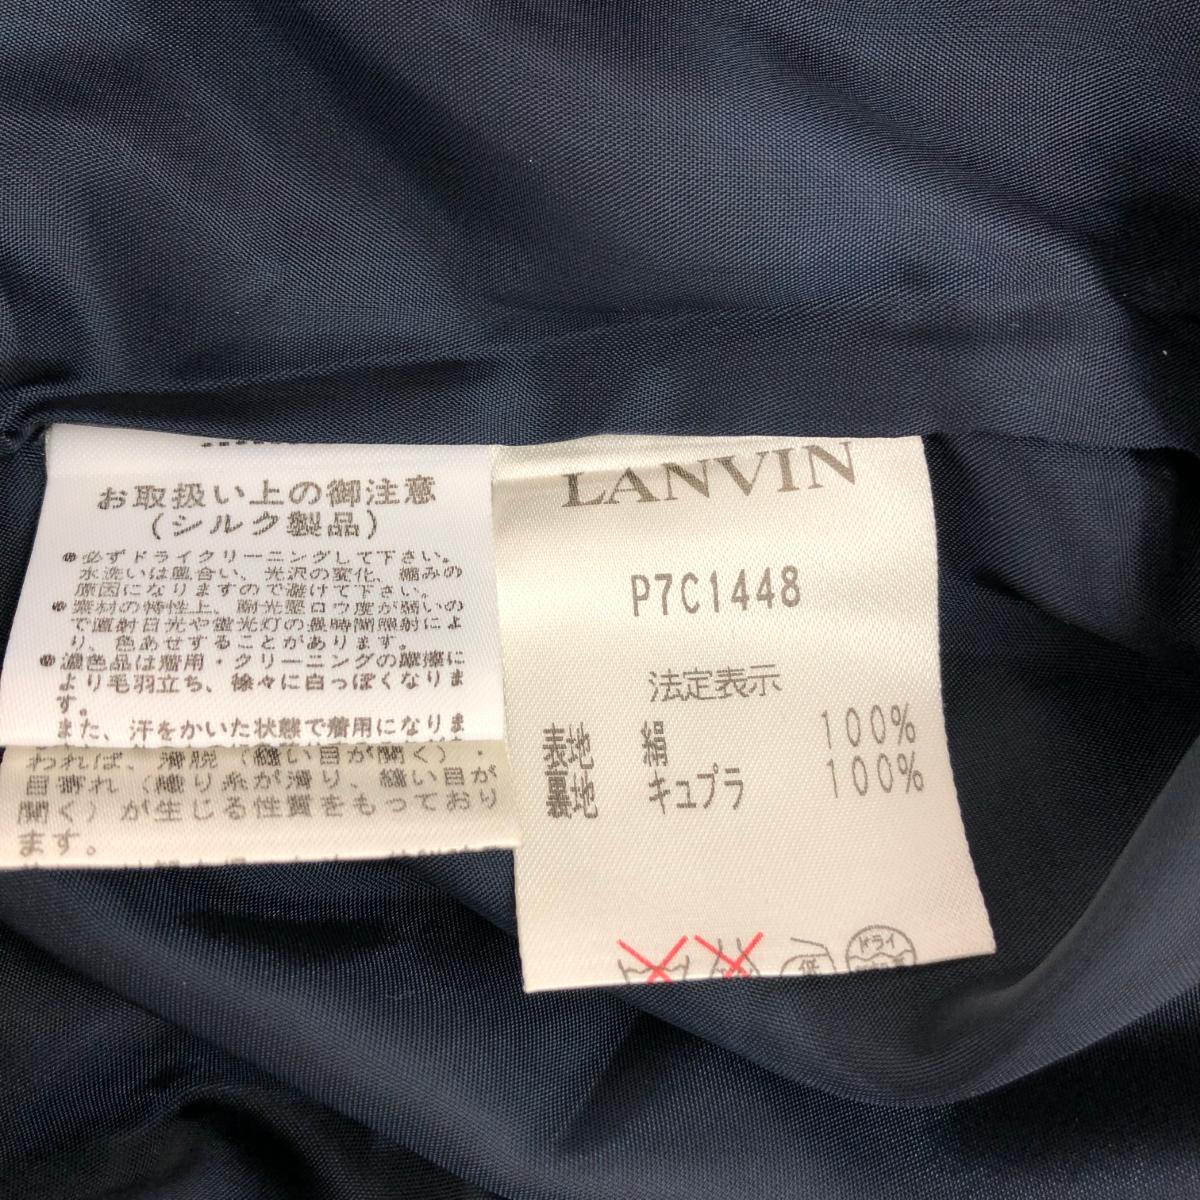 お取扱い上の御注意
(シルク製品)
●必ずドライクリーニングして下さい。
水洗いは風合い、光沢の変化、縮みの
原因になりますので避けて下さい。
●素材の特性上、耐光堅ロウ度が弱いの
で直射日光や蛍光灯の長時間照射によ
り、色あせすることがあります。
●濃色品は着用・クリーニングの摩擦に
より毛羽立ち、徐々に白っぽくなりま
す。
また、汗をかいた状態で着用になりま
われれば、滑脱(縫い目が開く)・
目寄れ(織り糸が滑り、縫い目が
開く)が生じる性質をもっており
ます。
LANVIN
P7C1448
法定表示
表地 絹 100%
裏地 キュプラ 100%
低
ドライ